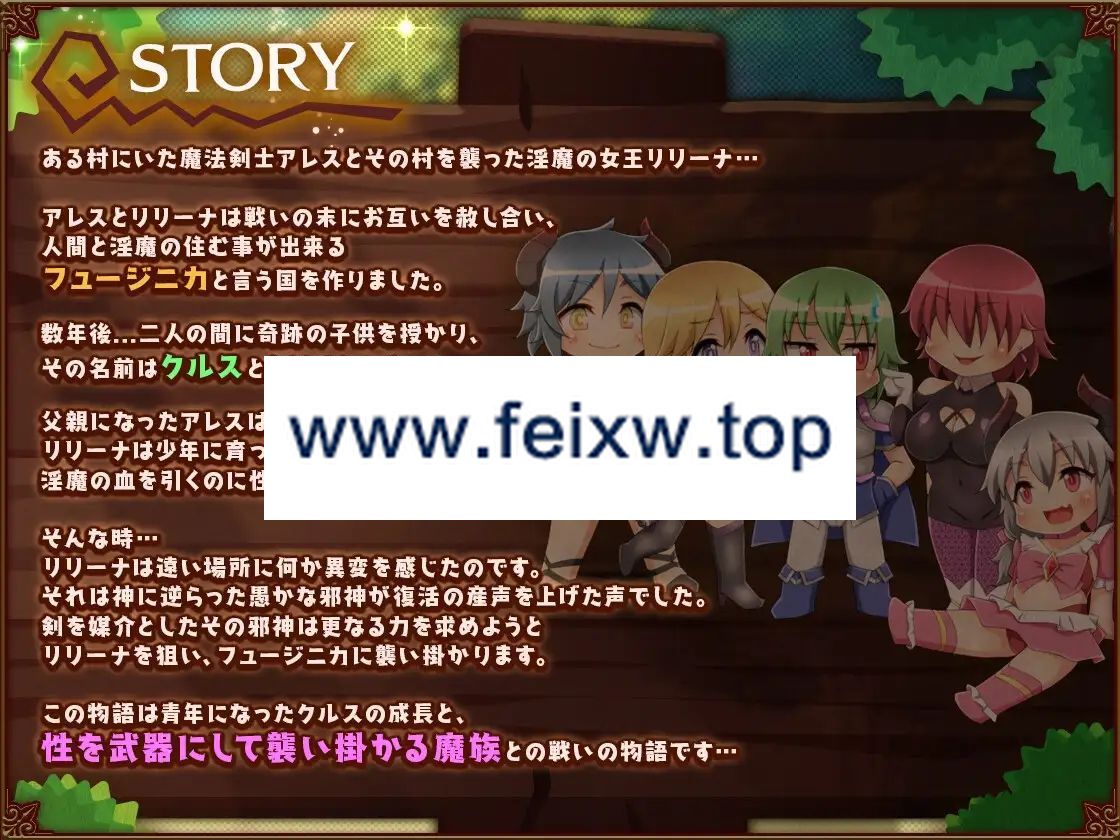 STORY
ある村にいた魔法剣士アレスとその村を襲った淫魔の女王リリーナ…
アレスとリリーナは戦いの末にお互いを赦し合い、
人間と淫魔の住む事が出来る
フュージニカと言う国を作りました。
数年後…二人の間に奇跡の子供を授かり、
その名前はクルスと
父親になったアレスは
リリーナは少年に育っ
淫魔の血を引くのに性
www.feixw.top
そんな時…
リリーナは遠い場所に何か異変を感じたのです。
それは神に逆らった愚かな邪神が復活の産声を上げた声でした。
剣を媒介としたその邪神は更なる力を求めようと
リリーナを狙い、フュージニカに襲い掛かります。
この物語は青年になったクルスの成長と、
性を武器にして襲い掛かる魔族との戦いの物語です…